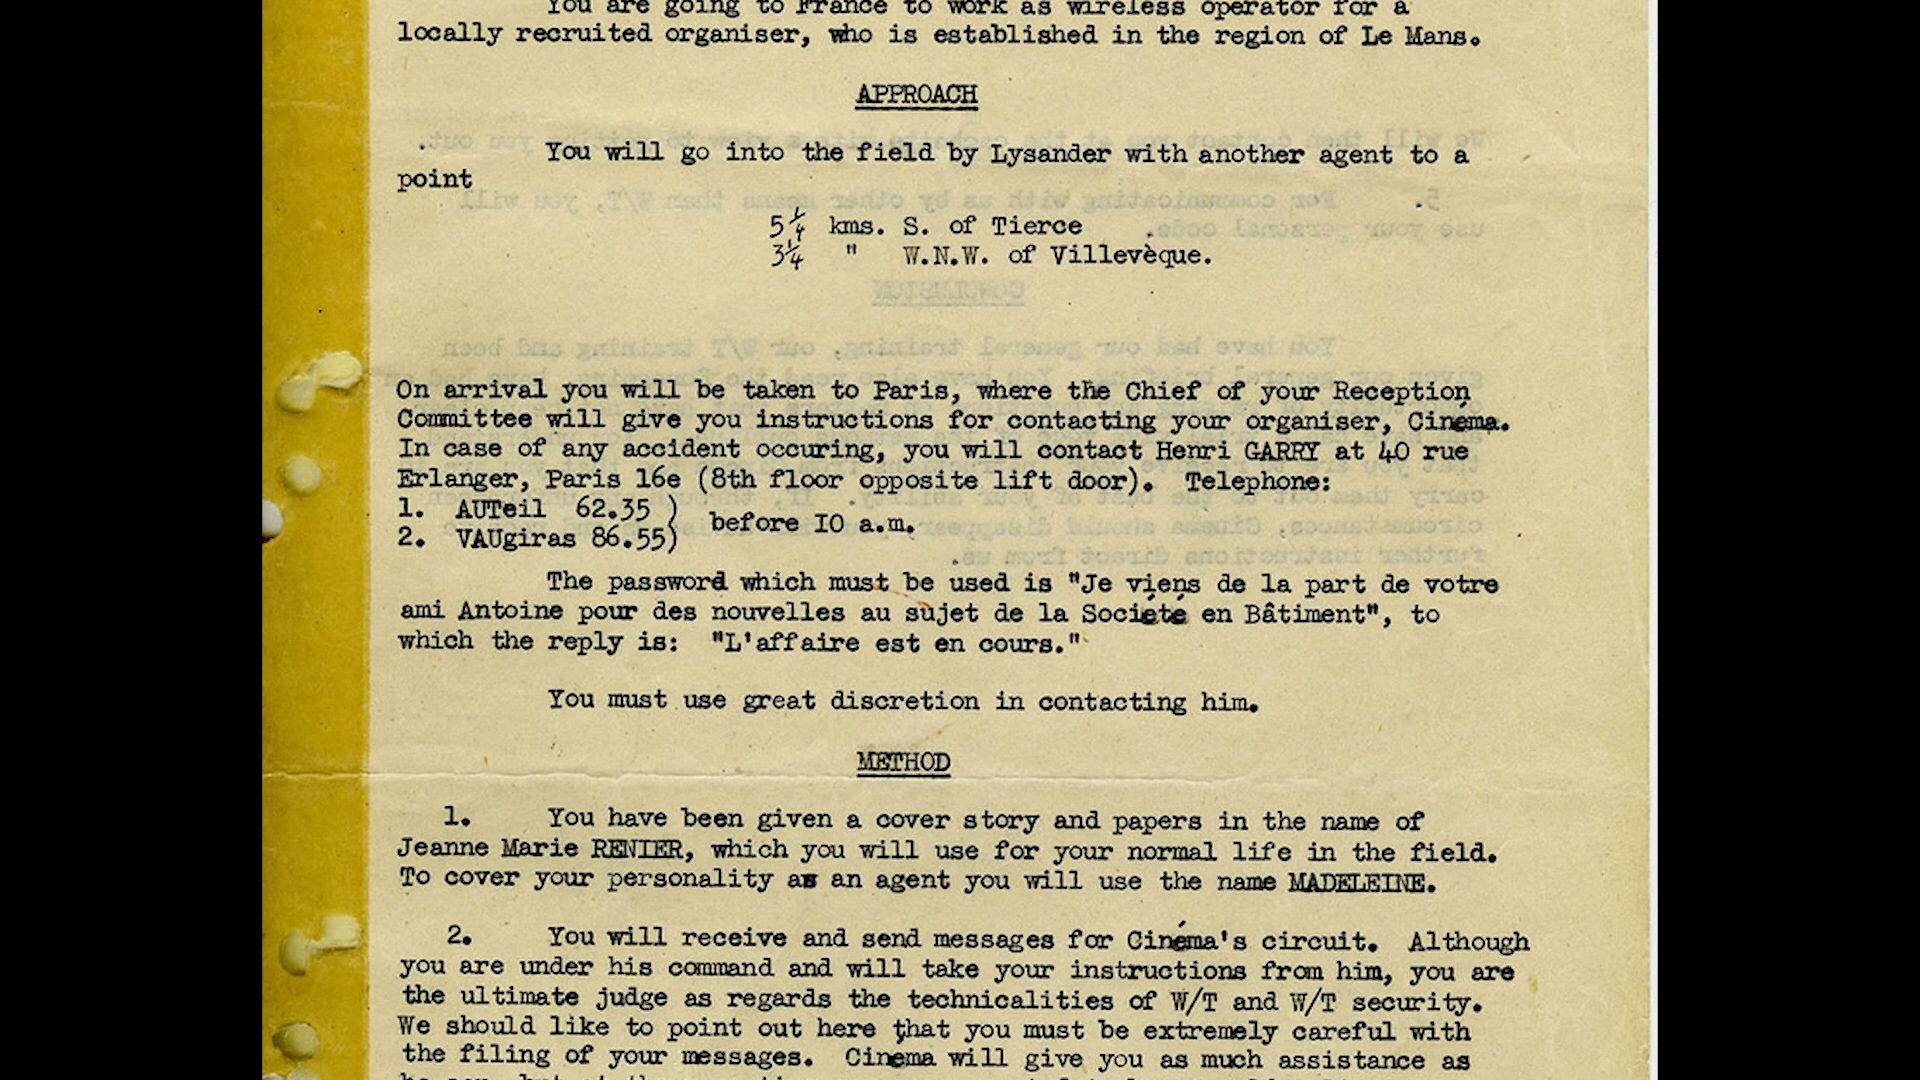 You are going to France to work as wireless operator for a
locally recruited organiser, who is established in the region of Le Mans.
APPROACH
You will go into the field by Lysander with another agent to a
point
5¼ kms. S. of Tierce
3¼ " W.N.W. of Villevèque.
On arrival you will be taken to Paris, where the Chief of your Reception
Committee will give you instructions for contacting your organiser, Cinéma.
In case of any accident occuring, you will contact Henri GARRY at 40 rue
Erlanger, Paris 16e (8th floor opposite lift door). Telephone:
1. AUTeil 62.35 )
before IO a.m.
2. VAUgiras 86.55)
The password which must be used is "Je viens de la part de votre
ami Antoine pour des nouvelles au sujet de la Société en Bâtiment", to
which the reply is: "L'affaire est en cours."
You must use great discretion in contacting him.
METHOD
1. You have been given a cover story and papers in the name of
Jeanne Marie RENIER, which you will use for your normal life in the field.
To cover your personality as an agent you will use the name MADELEINE.
2. You will receive and send messages for Cinéma's circuit. Although
you are under his command and will take your instructions from him, you are
the ultimate judge as regards the technicalities of W/T and W/T security.
We should like to point out here that you must be extremely careful with
the filing of your messages. Cinema will give you as much assistance as